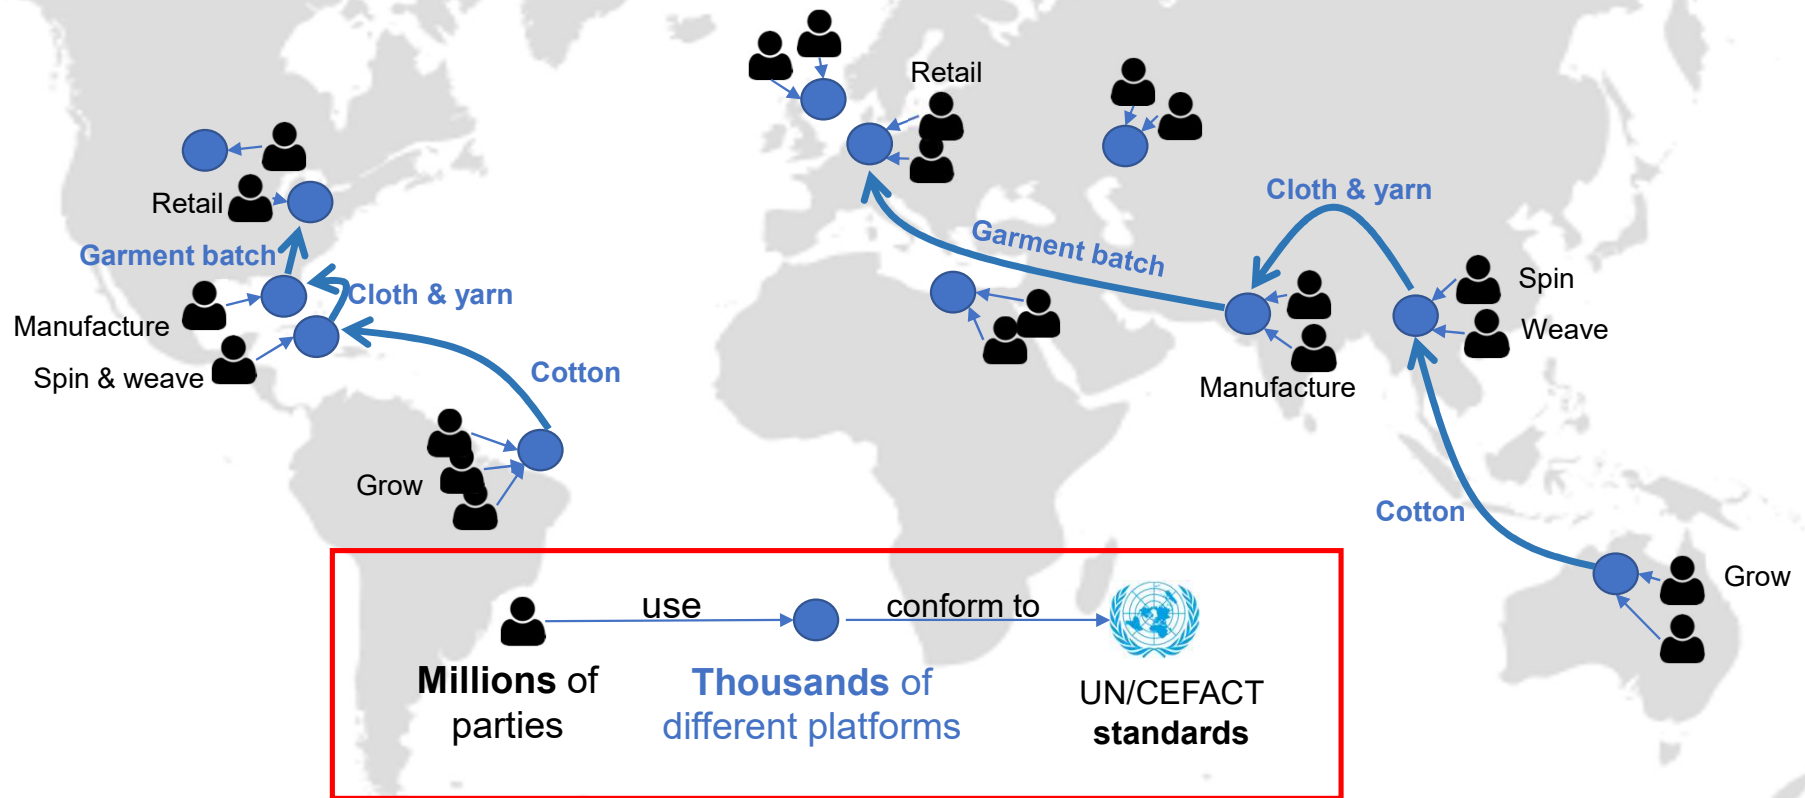 Retail
Retail
Cloth & yarn
Garment batch
Garment batch
Cloth & yarn
Spin
Manufacture
Weave
Spin & weave
Cotton
Manufacture
Grow
Cotton
Grow
use
conform to
Millions of
parties
Thousands of
different platforms
UN/CEFACT
standards